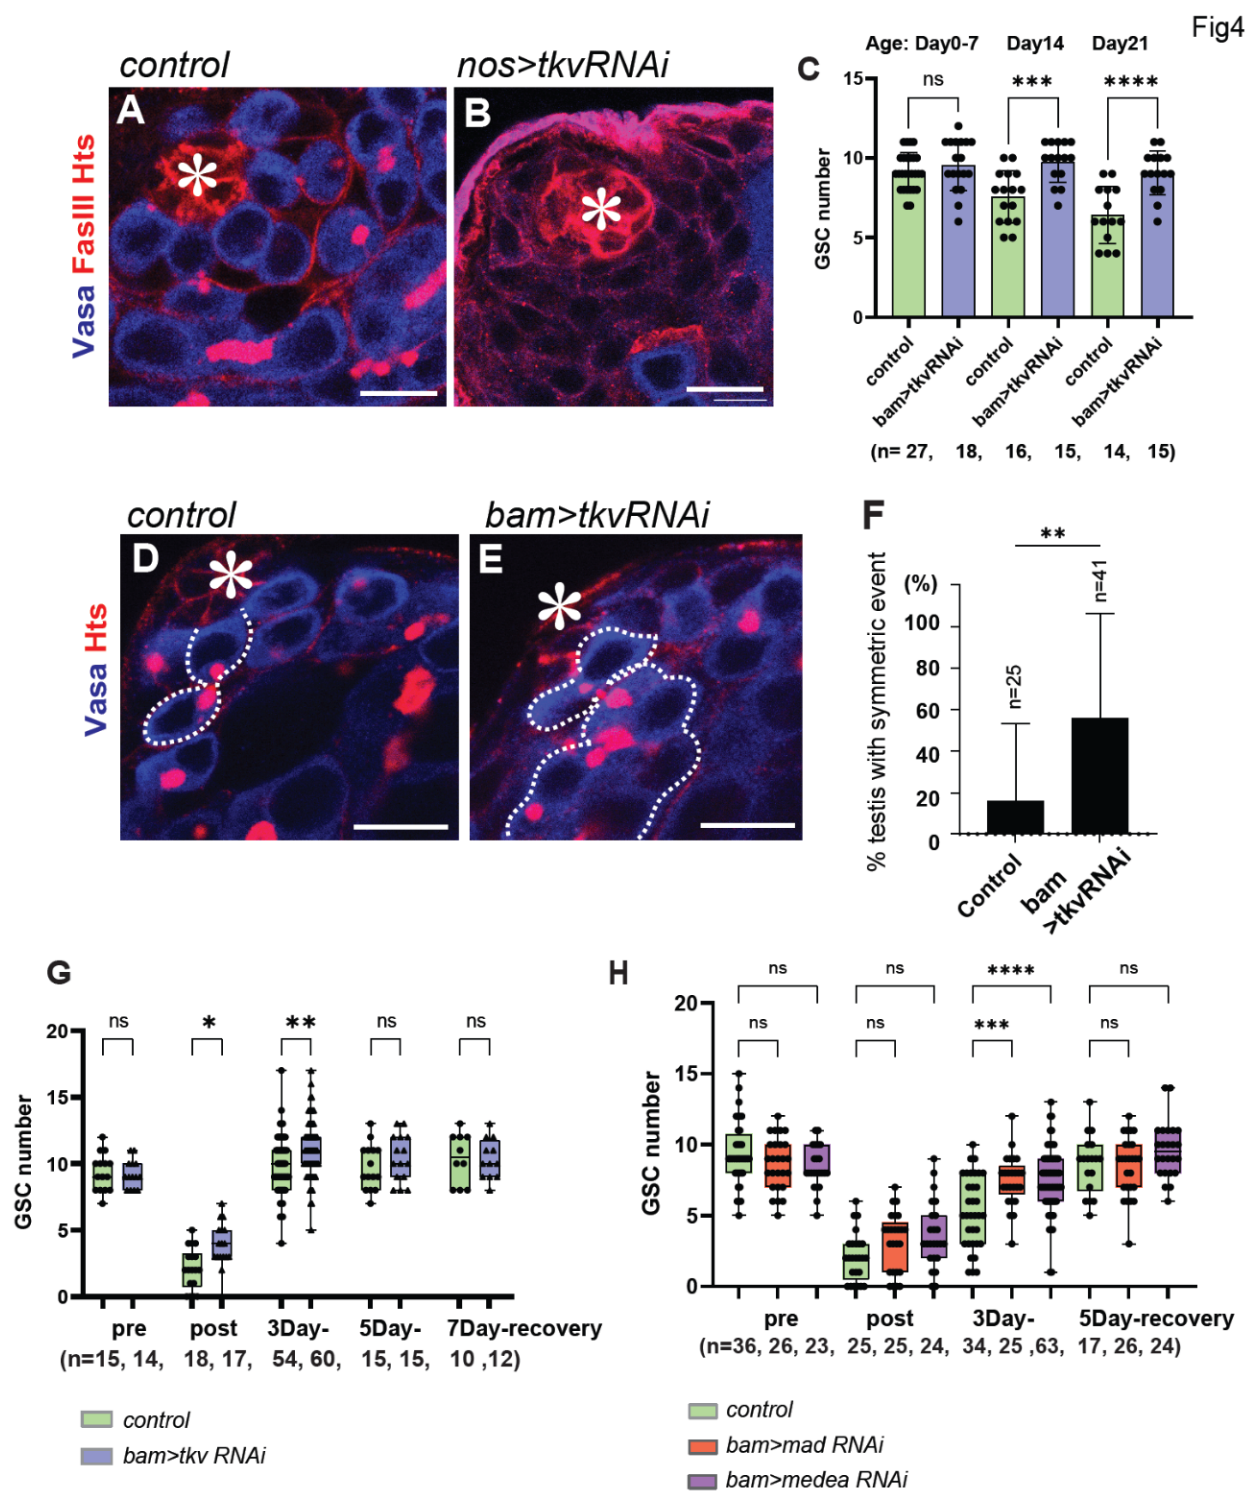 Fig4
control
nos>tkvRNAi
Vasa FasIII Hts
A
B
C
Age: Day0-7 Day14 Day21
ns *** ****
GSC number
15
10
5
0
control
bam>tkvRNAi
control
bam>tkvRNAi
control
bam>tkvRNAi
(n= 27, 18, 16, 15, 14, 15)
control
bam>tkvRNAi
Vasa Hts
D
E
F
**
(%)
% testis with symmetric event
100
80
60
40
20
0
n=25
n=41
Control
bam
>tkvRNAi
G
ns * ** ns ns
GSC number
20
15
10
5
0
pre post 3Day- 5Day- 7Day-recovery
(n=15, 14, 18, 17, 54, 60, 15, 15, 10 ,12)
control
bam>tkv RNAi
H
ns ns **** ns
ns ns *** ns
GSC number
20
15
10
5
0
pre post 3Day- 5Day-recovery
(n=36, 26, 23, 25, 25, 24, 34, 25 ,63, 17, 26, 24)
control
bam>mad RNAi
bam>medea RNAi